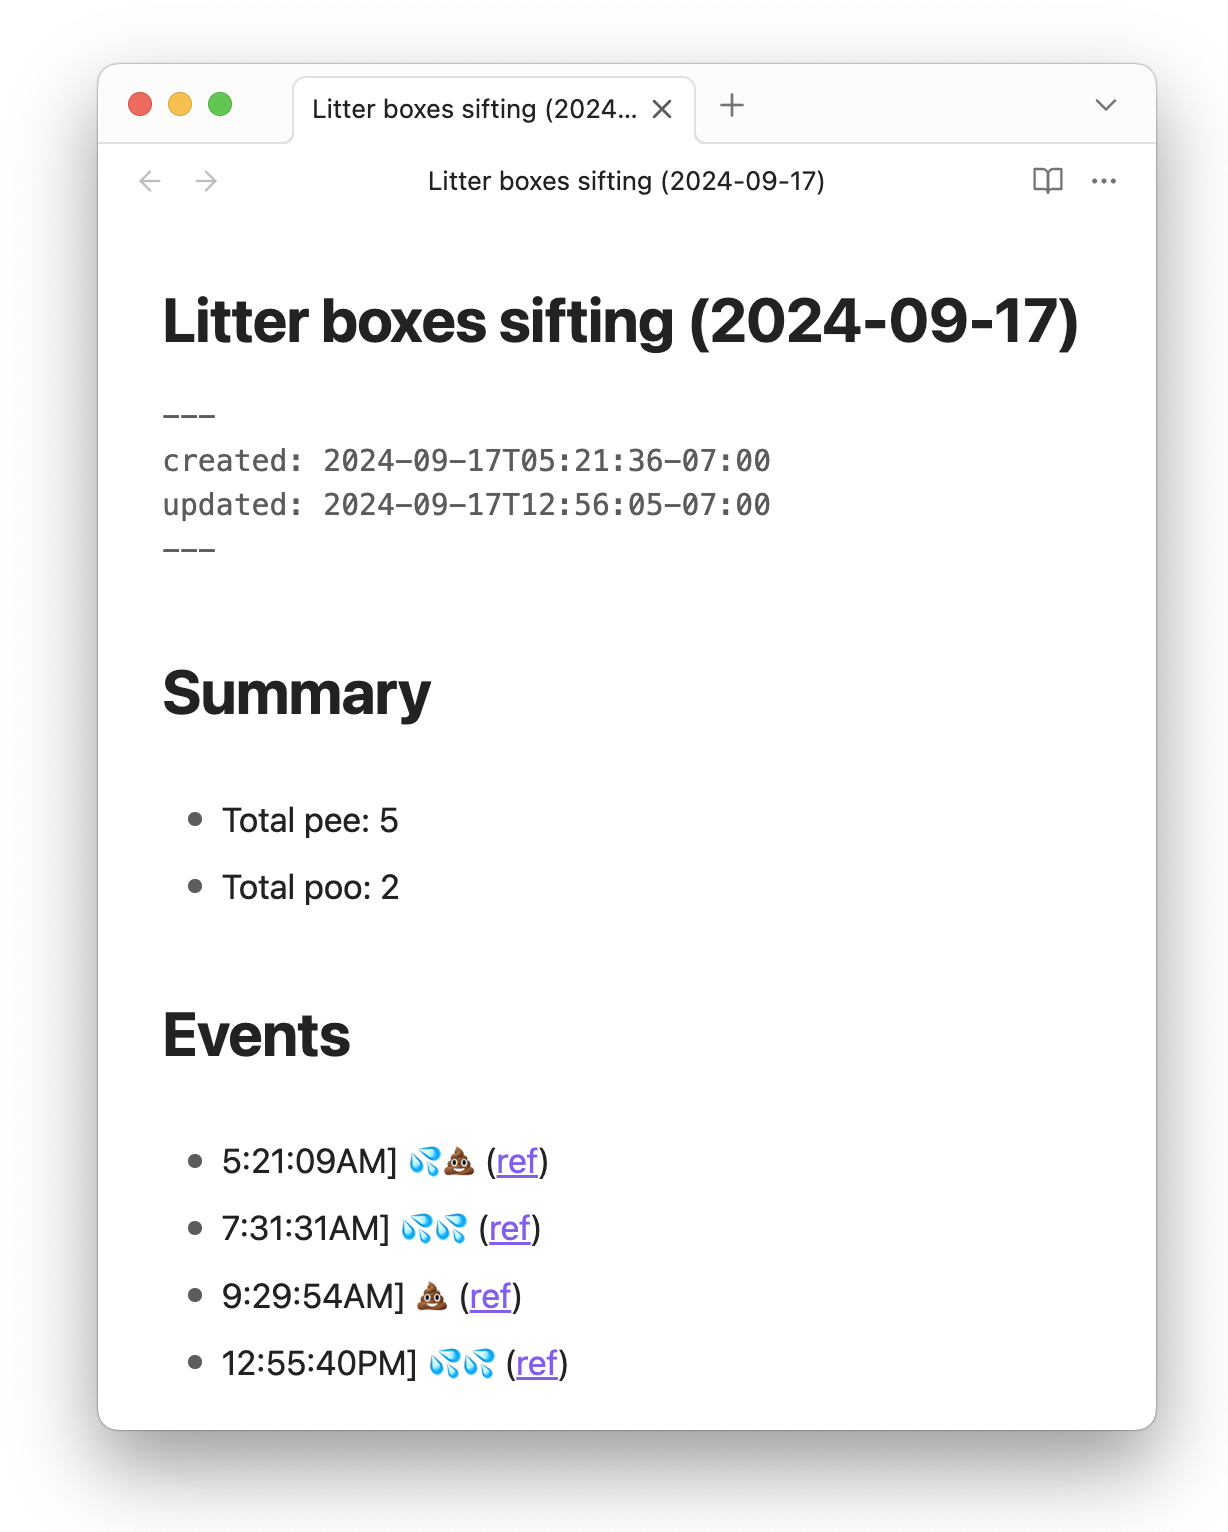 Litter boxes sifting (2024...
Litter boxes sifting (2024-09-17)
Litter boxes sifting (2024-09-17)
---
created: 2024-09-17T05:21:36-07:00
updated: 2024-09-17T12:56:05-07:00
---
Summary
• Total pee: 5
• Total poo: 2
Events
• 5:21:09AM] 💦💩 (ref)
• 7:31:31AM] 💦💦 (ref)
• 9:29:54AM] 💩 (ref)
• 12:55:40PM] 💦💦 (ref)